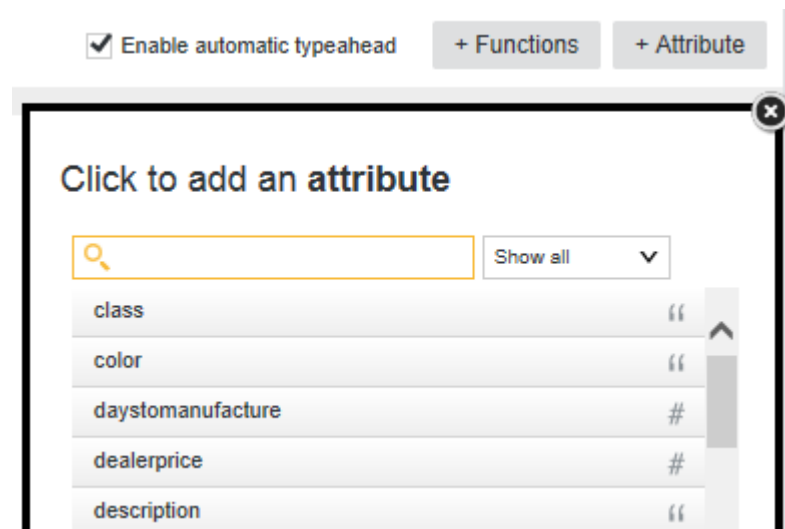 Enable automatic typeahead + Functions + Attribute
Click to add an attribute
Show all
class “
color “
daystomanufacture #
dealerprice #
description “